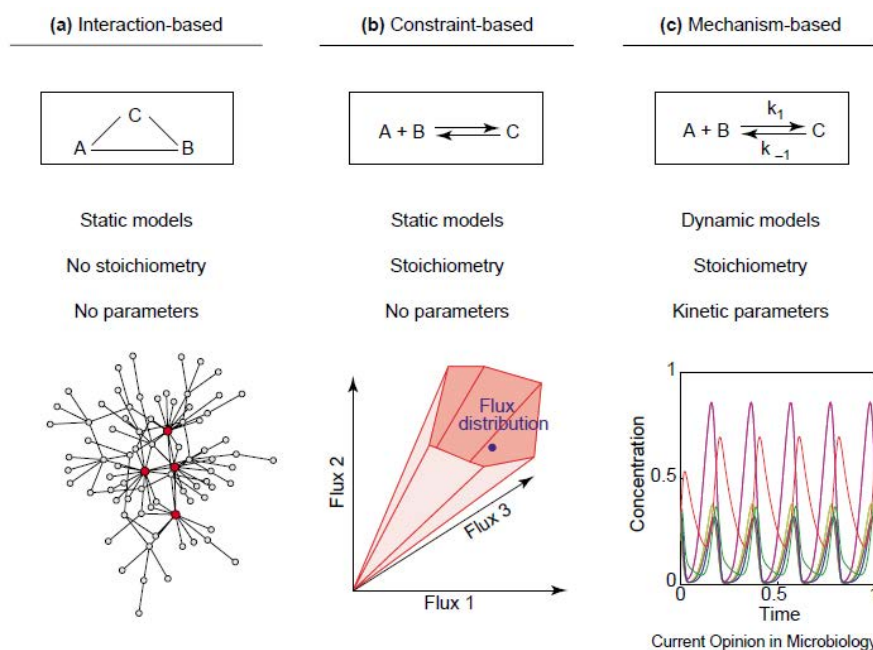 (a) Interaction-based
(b) Constraint-based
(c) Mechanism-based
C
A B
A + B C
k1
A + B C
k–1
Static models
No stoichiometry
No parameters
Static models
Stoichiometry
No parameters
Dynamic models
Stoichiometry
Kinetic parameters
Flux
distribution
Flux 2
Flux 3
Flux 1
1
0.5
0
Concentration
0 0.5 1
Time
Current Opinion in Microbiology